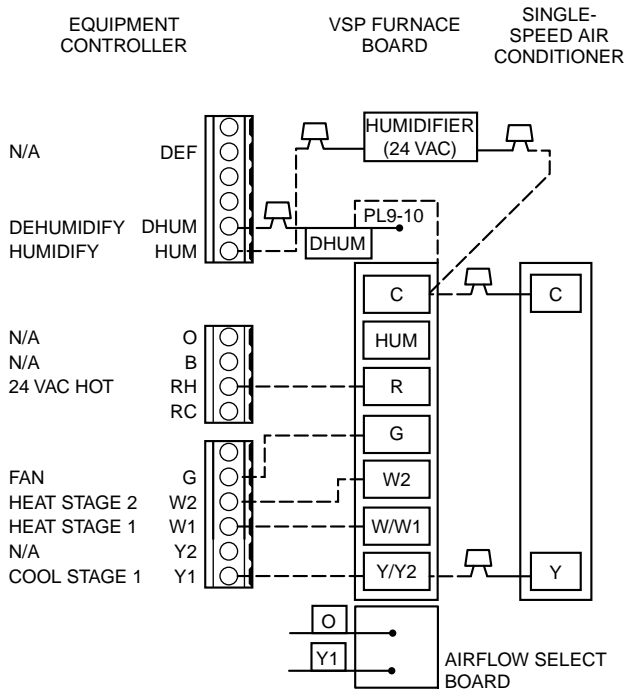 EQUIPMENT
CONTROLLER
VSP FURNACE
BOARD
SINGLE-
SPEED AIR
CONDITIONER
HUMIDIFIER
(24 VAC)
N/A DEF
PL9-10
DEHUMIDIFY DHUM
HUMIDIFY HUM
DHUM
C
C
HUM
N/A O
N/A B
24 VAC HOT RH
R
RC
G
FAN G
W2
HEAT STAGE 2 W2
HEAT STAGE 1 W1
W/W1
N/A Y2
COOL STAGE 1 Y1
Y/Y2
Y
O
Y1
AIRFLOW SELECT
BOARD